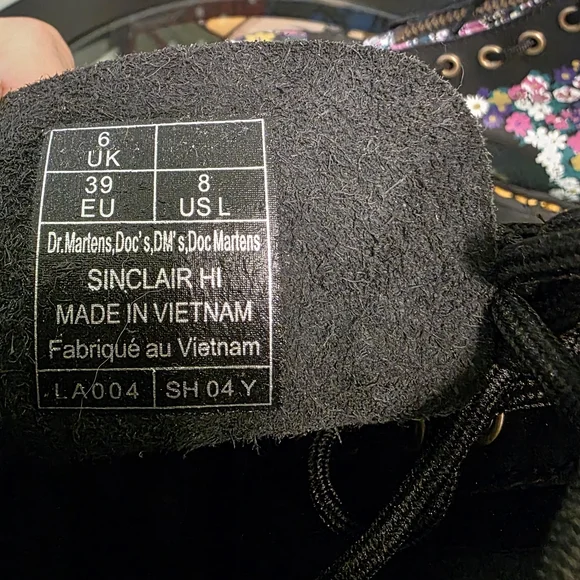 6
UK
39 8
EU US L
Dr.Martens,Doc's,DM's,Doc Martens
SINCLAIR HI
MADE IN VIETNAM
Fabriqué au Vietnam
LA004 SH 04 Y